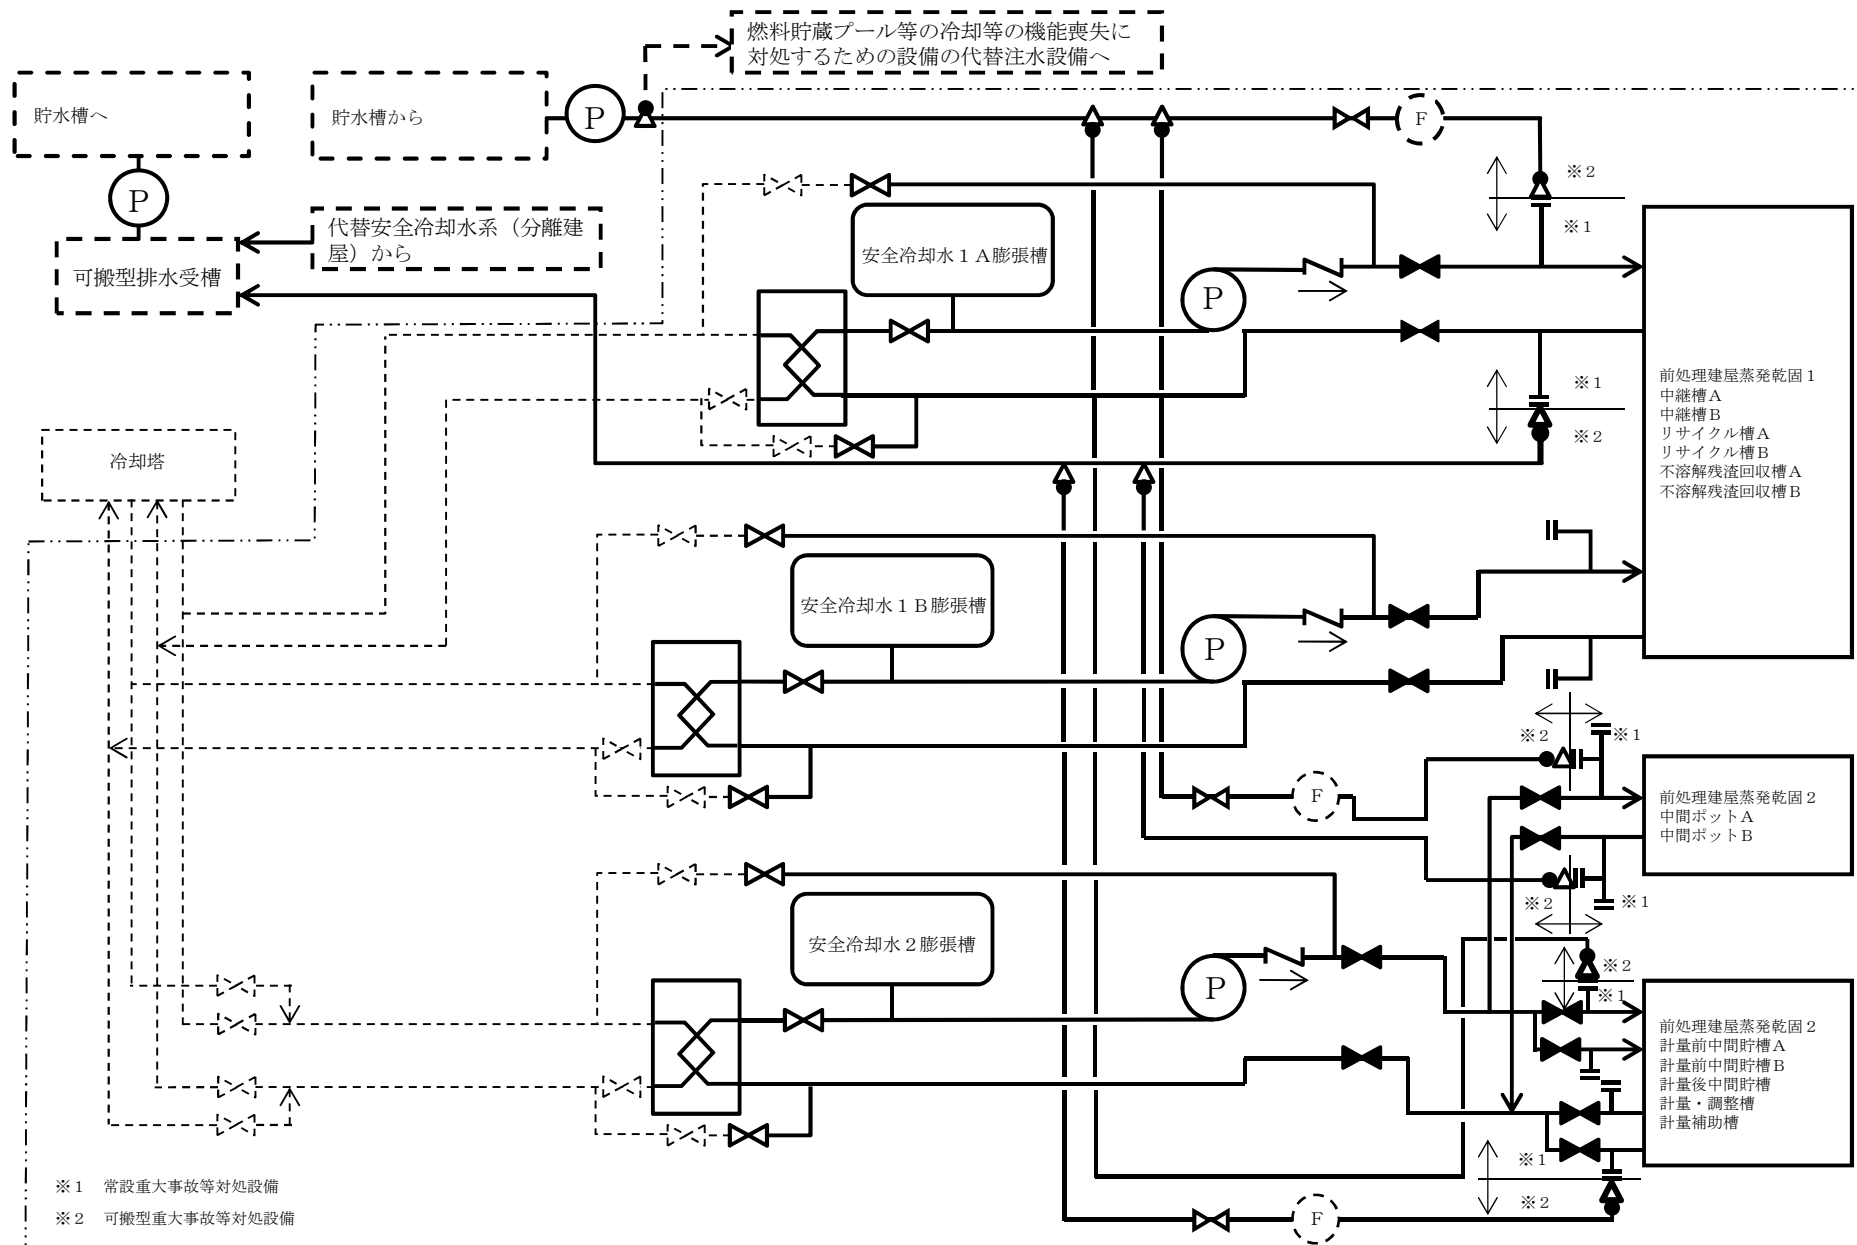 燃料貯蔵プール等の冷却等の機能喪失に
対処するための設備の代替注水設備へ
貯水槽へ
貯水槽から
P
F
※２
P
代替安全冷却水系（分離建
屋）から
※１
安全冷却水１Ａ膨張槽
可搬型排水受槽
P
前処理建屋蒸発乾固１
中継槽Ａ
中継槽Ｂ
リサイクル槽Ａ
リサイクル槽Ｂ
不溶解残渣回収槽Ａ
不溶解残渣回収槽Ｂ
※１
※２
冷却塔
安全冷却水１Ｂ膨張槽
P
※２
※１
F
前処理建屋蒸発乾固２
中間ポットＡ
中間ポットＢ
※２
※１
安全冷却水２膨張槽
P
※２
※１
前処理建屋蒸発乾固２
計量前中間貯槽Ａ
計量前中間貯槽Ｂ
計量後中間貯槽
計量・調整槽
計量補助槽
※１
※２
F
※１　常設重大事故等対処設備
※２　可搬型重大事故等対処設備